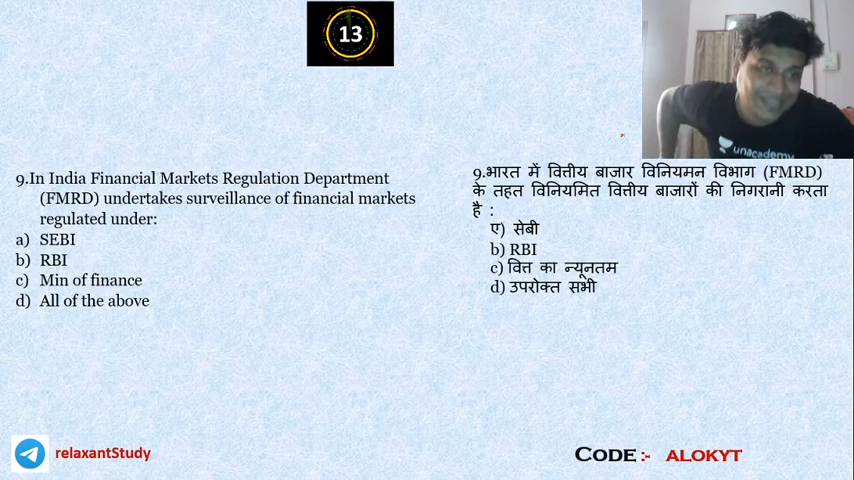 13
unacademy
9.In India Financial Markets Regulation Department
(FMRD) undertakes surveillance of financial markets
regulated under:
a) SEBI
b) RBI
c) Min of finance
d) All of the above
9.भारत में वित्तीय बाजार विनियमन विभाग (FMRD)
के तहत विनियमित वित्तीय बाजारों की निगरानी करता
है :
ए) सेबी
b) RBI
c) वित्त का न्यूनतम
d) उपरोक्त सभी
relaxantStudy
CODE :- ALOKYT